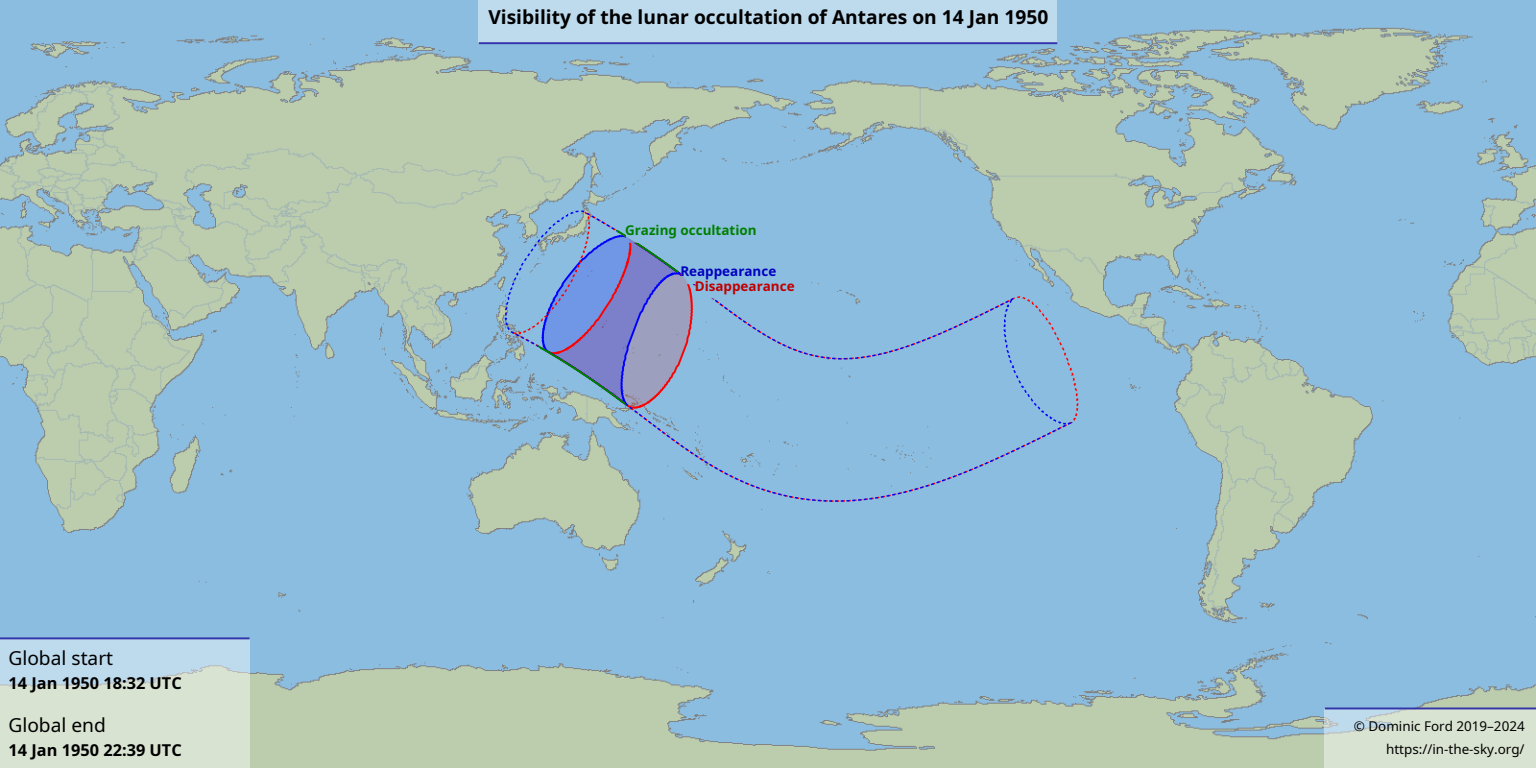 Visibility of the lunar occultation of Antares on 14 Jan 1950
Grazing occultation
Reappearance
Disappearance
Global start
14 Jan 1950 18:32 UTC
Global end
14 Jan 1950 22:39 UTC
© Dominic Ford 2019–2024
https://in-the-sky.org/